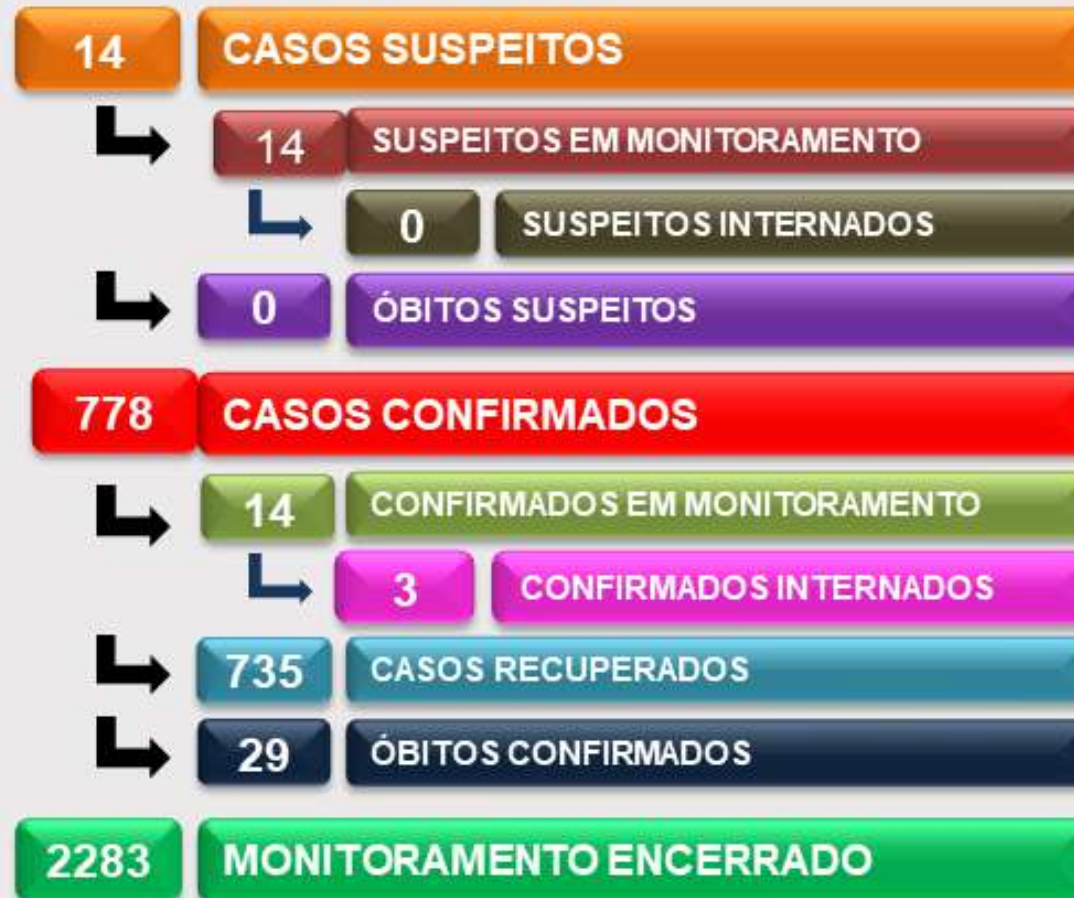 14 CASOS SUSPEITOS
14 SUSPEITOS EM MONITORAMENTO
0 SUSPEITOS INTERNADOS
0 ÓBITOS SUSPEITOS
778 CASOS CONFIRMADOS
14 CONFIRMADOS EM MONITORAMENTO
3 CONFIRMADOS INTERNADOS
735 CASOS RECUPERADOS
29 ÓBITOS CONFIRMADOS
2283 MONITORAMENTO ENCERRADO